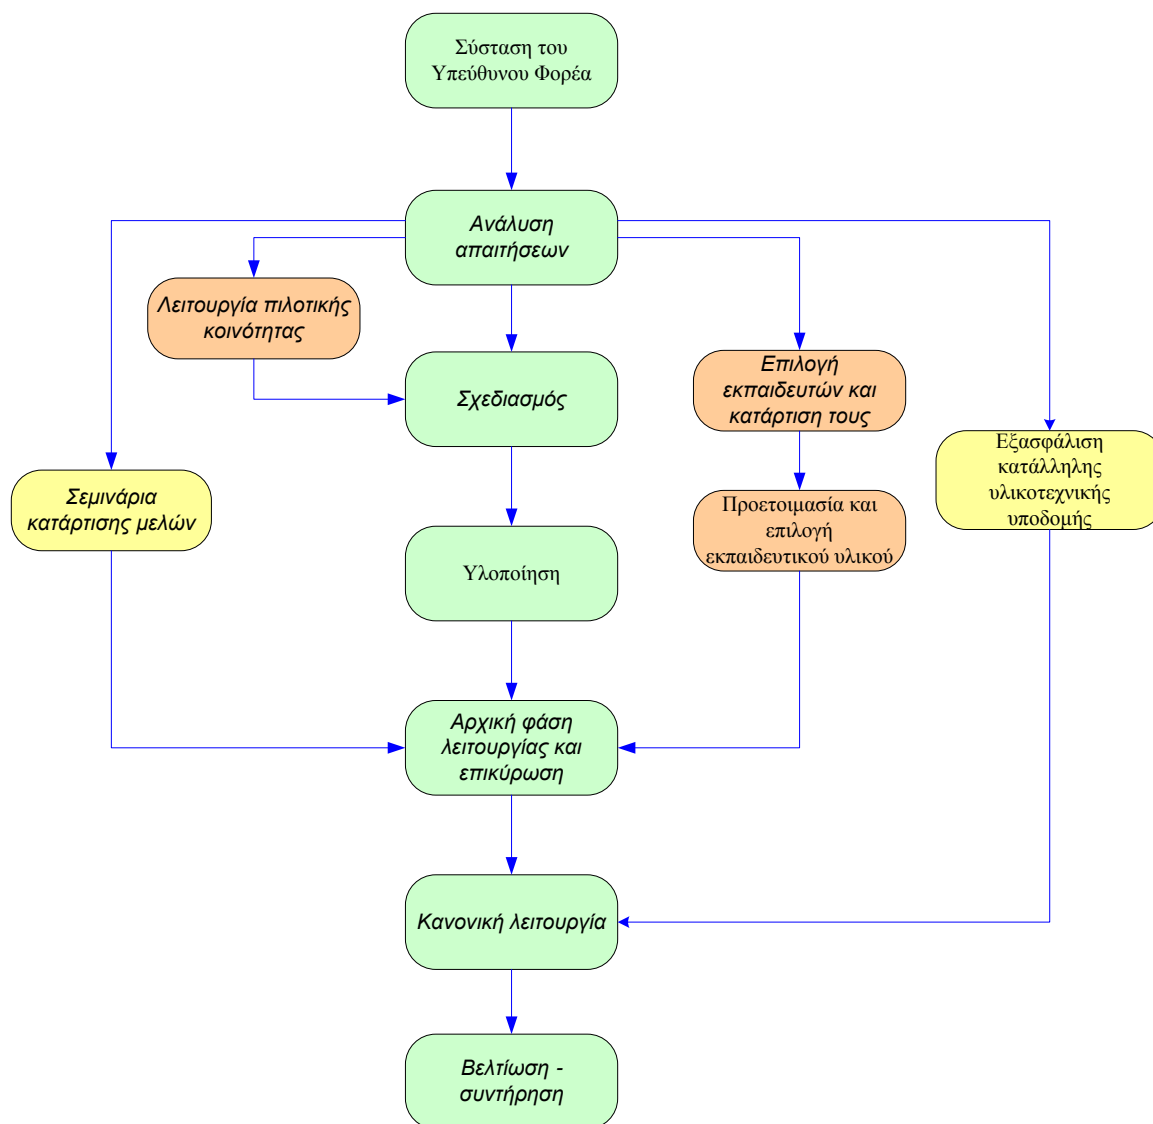 Σύσταση του
Υπεύθυνου Φορέα
Ανάλυση
απαιτήσεων
Λειτουργία πιλοτικής
κοινότητας
Σχεδιασμός
Επιλογή
εκπαιδευτών και
κατάρτιση τους
Εξασφάλιση
κατάλληλης
υλικοτεχνικής
υποδομής
Σεμινάρια
κατάρτισης μελών
Προετοιμασία και
επιλογή
εκπαιδευτικού υλικού
Υλοποίηση
Αρχική φάση
λειτουργίας και
επικύρωση
Κανονική λειτουργία
Βελτίωση -
συντήρηση